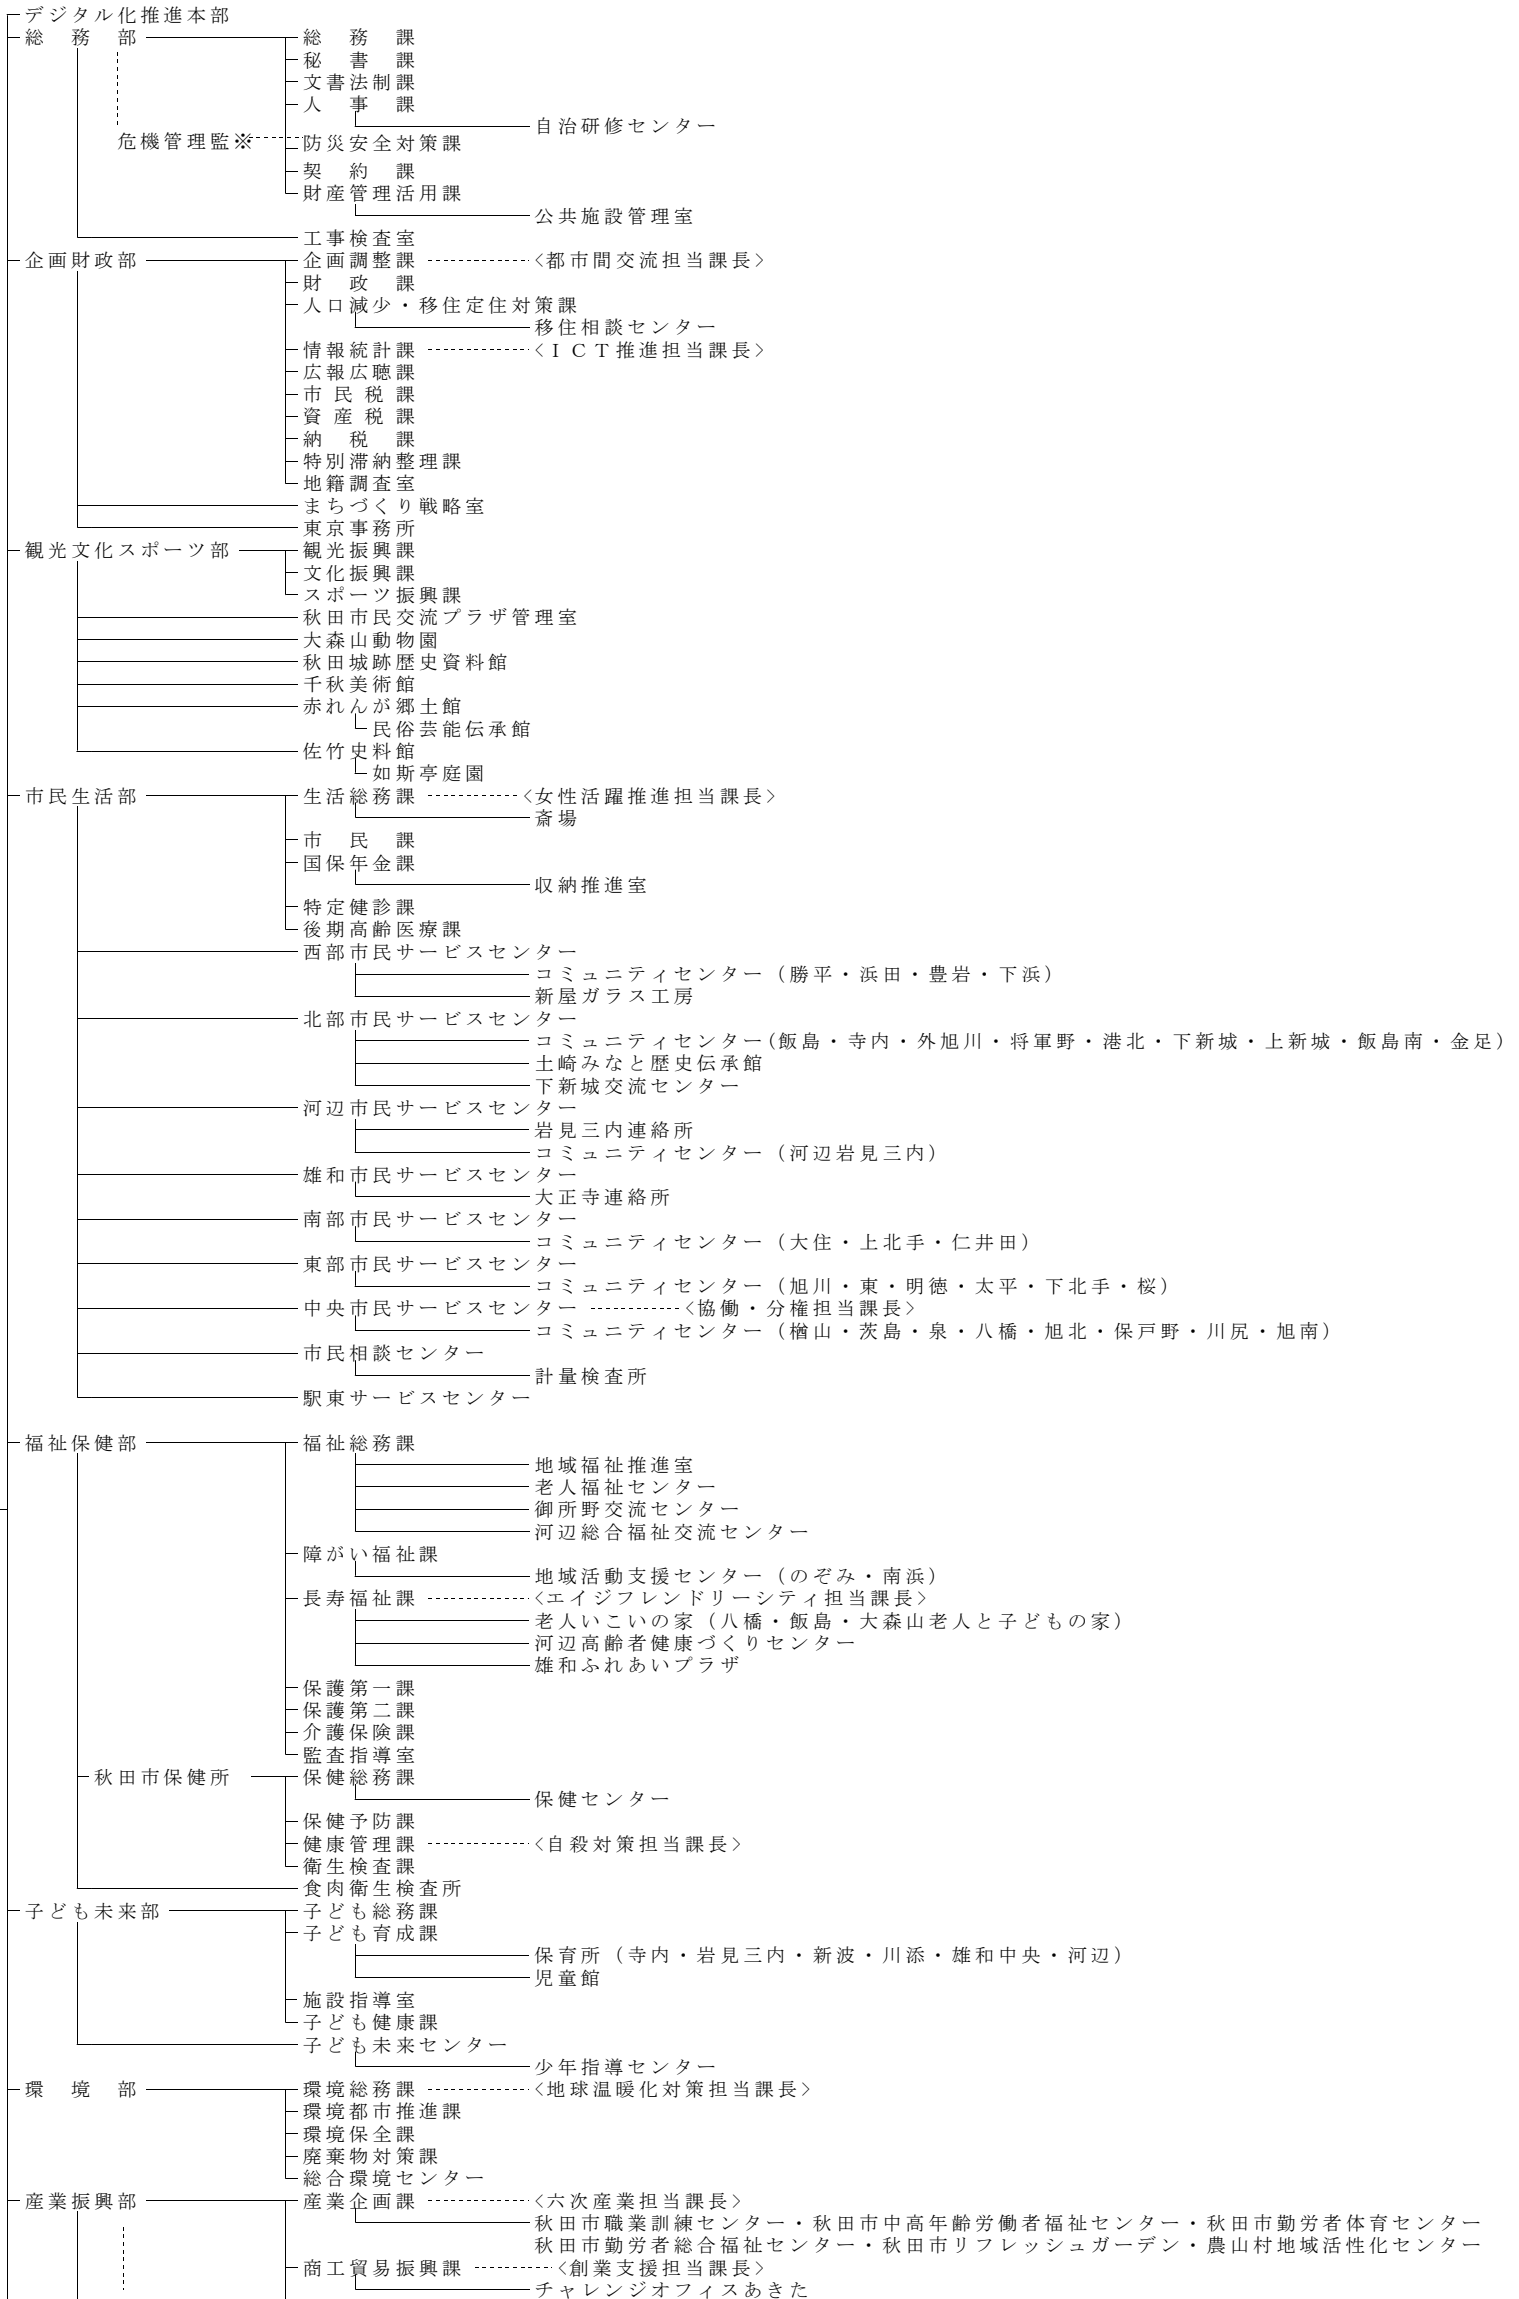 デジタル化推進本部
総　務　部　総　務　課
秘　書　課
文書法制課
人　事　課
自治研修センター
危機管理監※　防災安全対策課
契　約　課
財産管理活用課
公共施設管理室
工事検査室
企画財政部　企画調整課　〈都市間交流担当課長〉
財　政　課
人口減少・移住定住対策課
移住相談センター
情報統計課　〈ＩＣＴ推進担当課長〉
広報広聴課
市 民 税 課
資 産 税 課
納　税　課
特別滞納整理課
地籍調査室
まちづくり戦略室
東京事務所
観光文化スポーツ部　観光振興課
文化振興課
スポーツ振興課
秋田市民交流プラザ管理室
大森山動物園
秋田城跡歴史資料館
千秋美術館
赤れんが郷土館
民俗芸能伝承館
佐竹史料館
如斯亭庭園
市民生活部　生活総務課　〈女性活躍推進担当課長〉
斎場
市　民　課
国保年金課
収納推進室
特定健診課
後期高齢医療課
西部市民サービスセンター
コミュニティセンター（勝平・浜田・豊岩・下浜）
新屋ガラス工房
北部市民サービスセンター
コミュニティセンター（飯島・寺内・外旭川・将軍野・港北・下新城・上新城・飯島南・金足）
土崎みなと歴史伝承館
下新城交流センター
河辺市民サービスセンター
岩見三内連絡所
コミュニティセンター（河辺岩見三内）
雄和市民サービスセンター
大正寺連絡所
南部市民サービスセンター
コミュニティセンター（大住・上北手・仁井田）
東部市民サービスセンター
コミュニティセンター（旭川・東・明徳・太平・下北手・桜）
中央市民サービスセンター　〈協働・分権担当課長〉
コミュニティセンター（楢山・茨島・泉・八橋・旭北・保戸野・川尻・旭南）
市民相談センター
計量検査所
駅東サービスセンター
福祉保健部　福祉総務課
地域福祉推進室
老人福祉センター
御所野交流センター
河辺総合福祉交流センター
障がい福祉課
地域活動支援センター（のぞみ・南浜）
長寿福祉課　〈エイジフレンドリーシティ担当課長〉
老人いこいの家（八橋・飯島・大森山老人と子どもの家）
河辺高齢者健康づくりセンター
雄和ふれあいプラザ
保護第一課
保護第二課
介護保険課
監査指導室
秋田市保健所　保健総務課
保健センター
保健予防課
健康管理課　〈自殺対策担当課長〉
衛生検査課
食肉衛生検査所
子ども未来部　子ども総務課
子ども育成課
保育所（寺内・岩見三内・新波・川添・雄和中央・河辺）
児童館
施設指導室
子ども健康課
子ども未来センター
少年指導センター
環　境　部　環境総務課　〈地球温暖化対策担当課長〉
環境都市推進課
環境保全課
廃棄物対策課
総合環境センター
産業振興部　産業企画課　〈六次産業担当課長〉
秋田市職業訓練センター・秋田市中高年齢労働者福祉センター・秋田市勤労者体育センター
秋田市勤労者総合福祉センター・秋田市リフレッシュガーデン・農山村地域活性化センター
商工貿易振興課　〈創業支援担当課長〉
チャレンジオフィスあきた